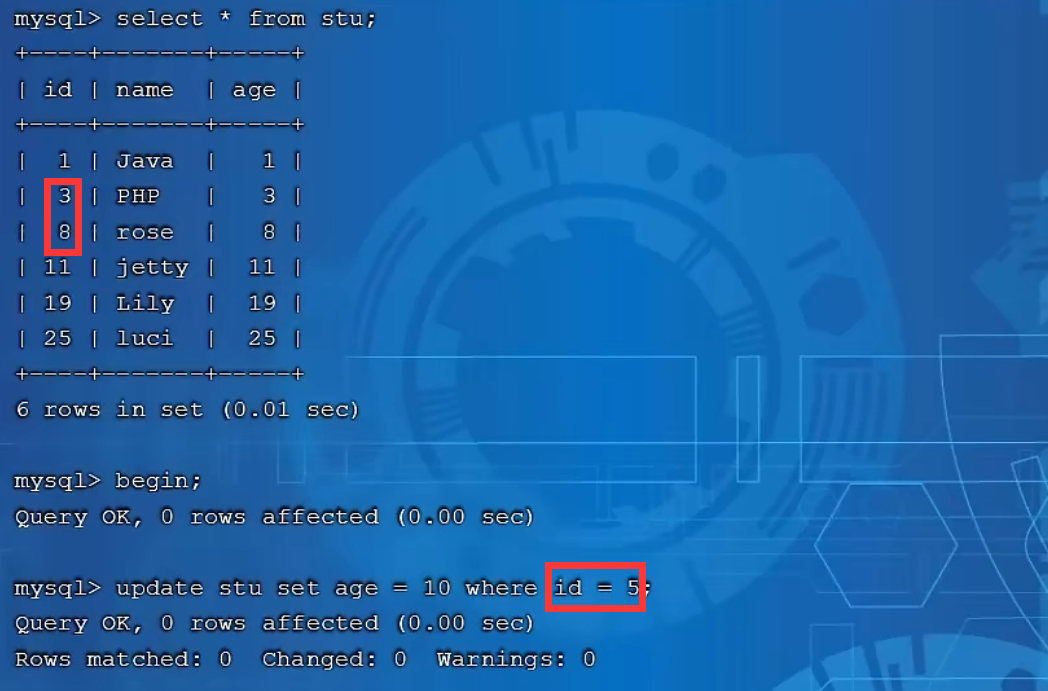 mysql> select * from stu;
+----+-------+-----+
| id | name  | age |
+----+-------+-----+
|  1 | Java  |   1 |
|  3 | PHP   |   3 |
|  8 | rose  |   8 |
| 11 | jetty |  11 |
| 19 | Lily  |  19 |
| 25 | luci  |  25 |
+----+-------+-----+
6 rows in set (0.01 sec)
mysql> begin;
Query OK, 0 rows affected (0.00 sec)
mysql> update stu set age = 10 where id = 5;
Query OK, 0 rows affected (0.00 sec)
Rows matched: 0  Changed: 0  Warnings: 0